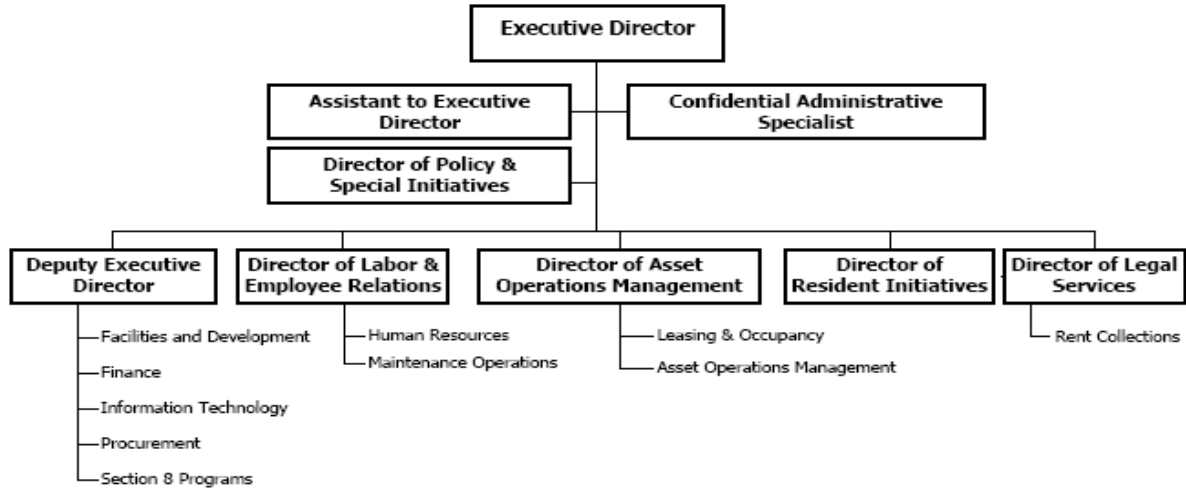 Executive Director
Assistant to Executive
Director
Confidential Administrative
Specialist
Director of Policy &
Special Initiatives
Deputy Executive
Director
Director of Labor &
Employee Relations
Director of Asset
Operations Management
Director of
Resident Initiatives
Director of Legal
Services
Facilities and Development
Finance
Information Technology
Procurement
Section 8 Programs
Human Resources
Maintenance Operations
Leasing & Occupancy
Asset Operations Management
Rent Collections